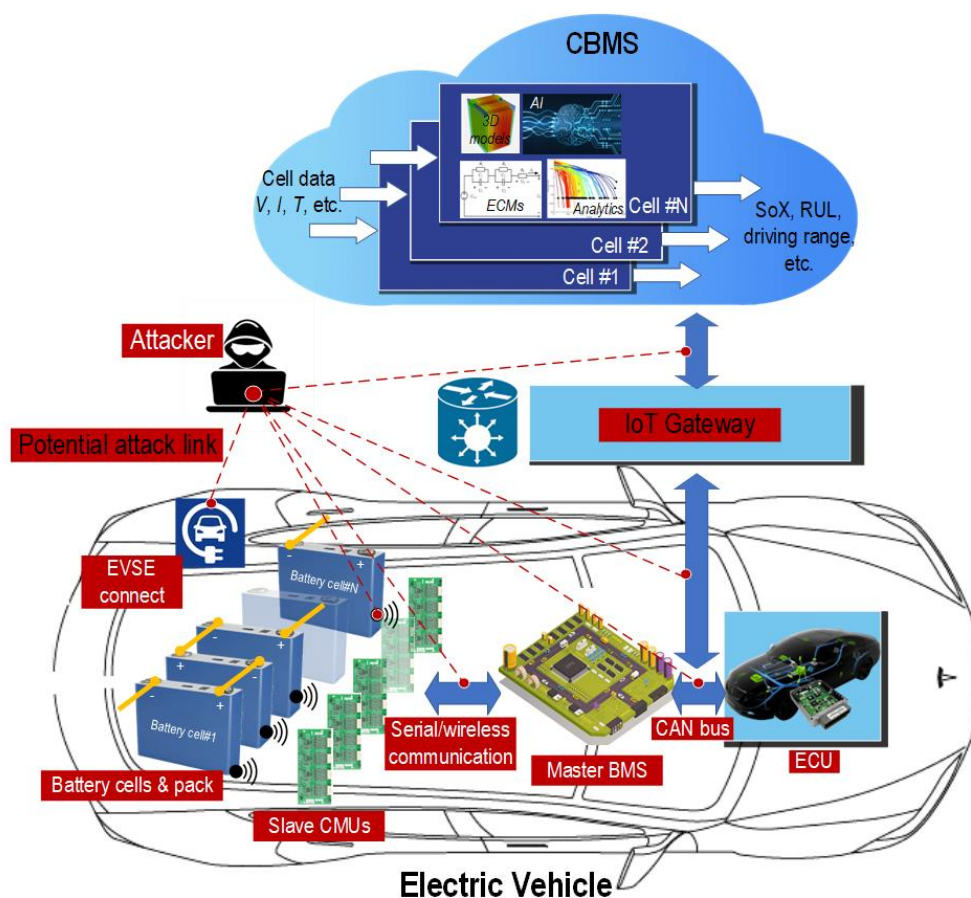 CBMS
3D
models
AI
ECMs
Analytics
Cell #N
Cell #2
Cell #1
Cell data
V, I, T, etc.
SoX, RUL,
driving range,
etc.
Attacker
Potential attack link
IoT Gateway
EVSE
connect
Battery cell#N
- +
- +
- +
- +
Battery cell#1
Battery cells & pack
Slave CMUs
Serial/wireless
communication
Master BMS
CAN bus
ECU
Electric Vehicle